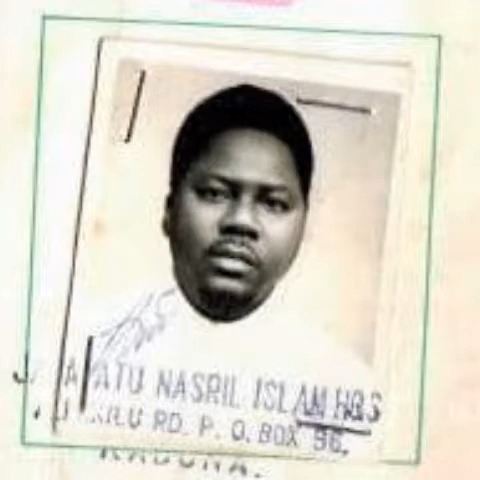 ATU NASRIL ISLAM HQS
RD. P. O. BOX 96,
KADUNA.